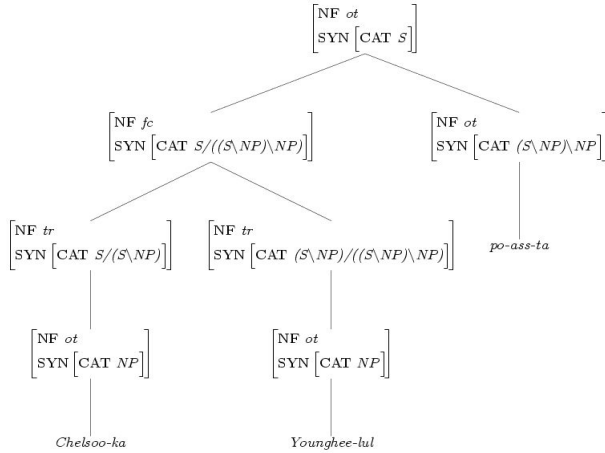 NF ot
SYN [CAT S]
NF fc
SYN [CAT S/((S\NP)\NP)]
NF ot
SYN [CAT (S\NP)\NP]
NF tr
SYN [CAT S/(S\NP)]
NF tr
SYN [CAT (S\NP)/((S\NP)\NP)]
po-ass-ta
NF ot
SYN [CAT NP]
NF ot
SYN [CAT NP]
Chelsoo-ka
Younghee-lul